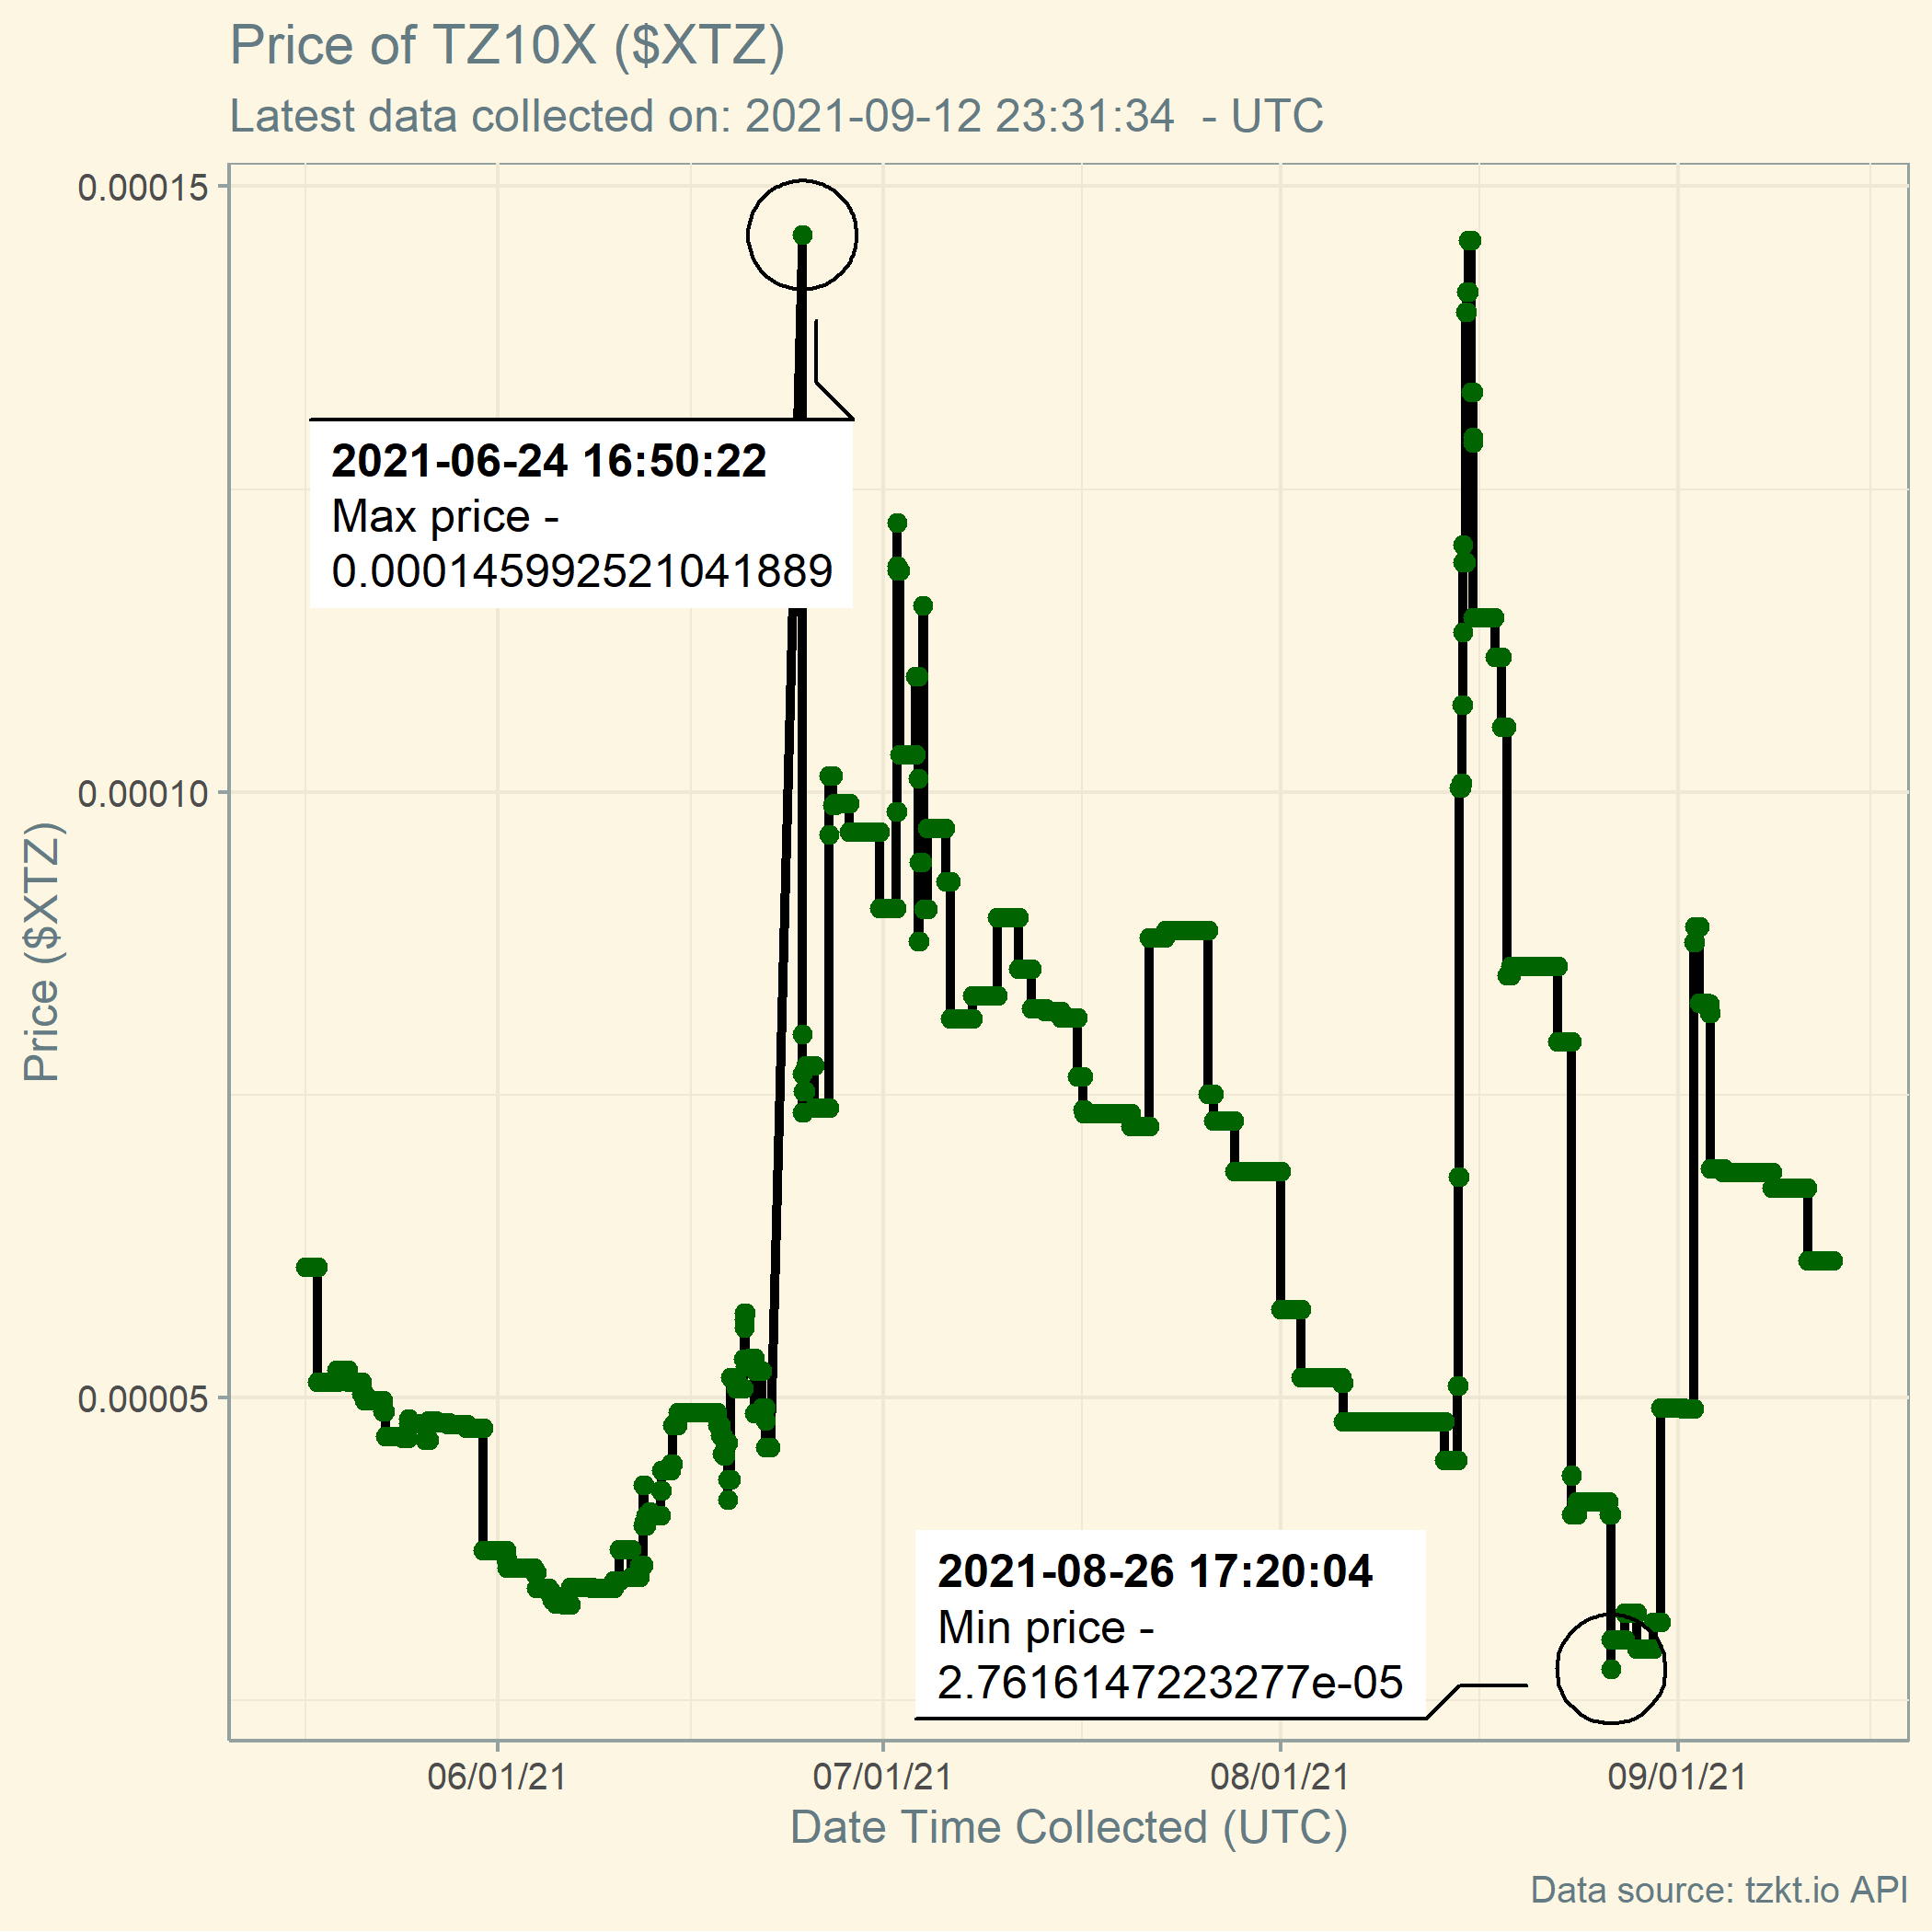 Price of TZ10X ($XTZ)
Latest data collected on: 2021-09-12 23:31:34  - UTC
0.00015
0.00010
0.00005
Price ($XTZ)
2021-06-24 16:50:22
Max price -
0.000145992521041889
2021-08-26 17:20:04
Min price -
2.7616147223277e-05
06/01/21
07/01/21
08/01/21
09/01/21
Date Time Collected (UTC)
Data source: tzkt.io API